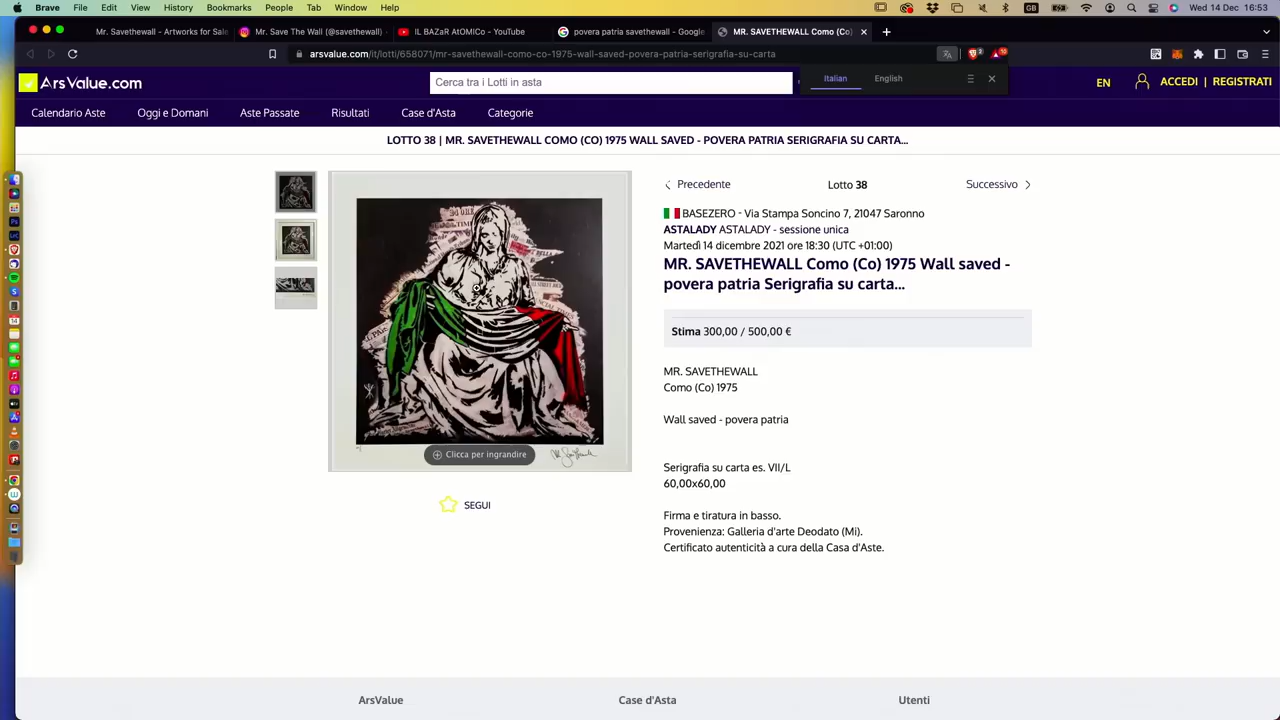 Brave File Edit View History Bookmarks People Tab Window Help
Wed 14 Dec 16:53
Mr. Savethewall - Artworks for Sale
Mr. Save The Wall (@savethewall)
IL BAZaR AtOMICo - YouTube
povera patria savethewall - Google
MR. SAVETHEWALL Como (Co)
arsvalue.com/it/lotti/658071/mr-savethewall-como-co-1975-wall-saved-povera-patria-serigrafia-su-carta
ArsValue.com
Cerca tra i Lotti in asta
Italian
English
EN
ACCEDI | REGISTRATI
Calendario Aste
Oggi e Domani
Aste Passate
Risultati
Case d'Asta
Categorie
LOTTO 38 | MR. SAVETHEWALL COMO (CO) 1975 WALL SAVED - POVERA PATRIA SERIGRAFIA SU CARTA...
Precedente
Lotto 38
Successivo
BASEZERO - Via Stampa Soncino 7, 21047 Saronno
ASTALADY ASTALADY - sessione unica
Martedì 14 dicembre 2021 ore 18:30 (UTC +01:00)
MR. SAVETHEWALL Como (Co) 1975 Wall saved -
povera patria Serigrafia su carta...
Stima 300,00 / 500,00 €
MR. SAVETHEWALL
Como (Co) 1975
Wall saved - povera patria
Serigrafia su carta es. VII/L
60,00x60,00
Firma e tiratura in basso.
Provenienza: Galleria d'arte Deodato (Mi).
Certificato autenticità a cura della Casa d'Aste.
Clicca per ingrandire
SEGUI
ArsValue
Case d'Asta
Utenti